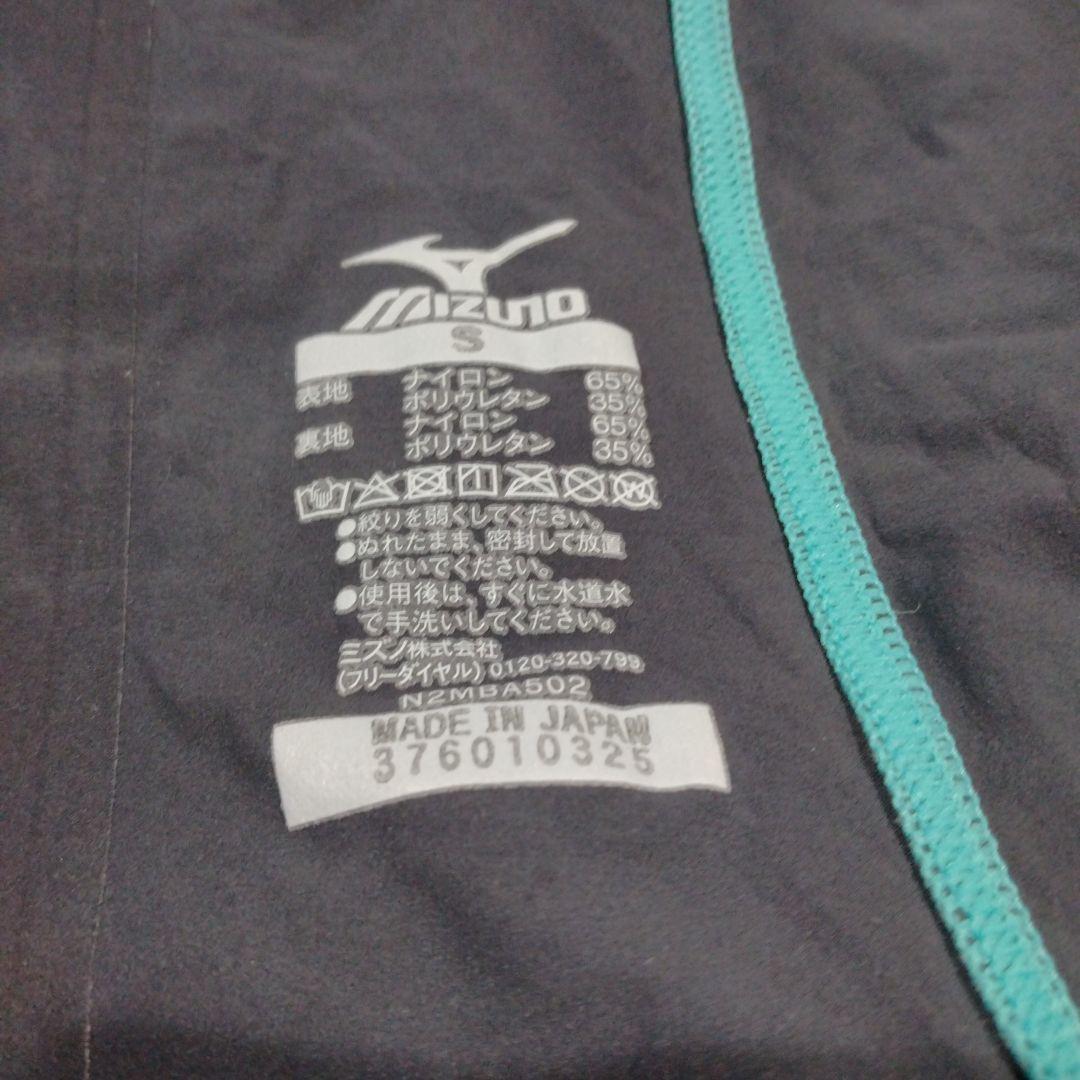 MIZUNO
S
表地 ナイロン 65%
ポリウレタン 35%
裏地 ナイロン 65%
ポリウレタン 35%
●絞りを弱くしてください。
●ぬれたまま、密封して放置
しないでください。
●使用後は、すぐに水道水
で手洗いしてください。
ミズノ株式会社
(フリーダイヤル) 0120-320-799
N2MBA502
MADE IN JAPAN
376010325